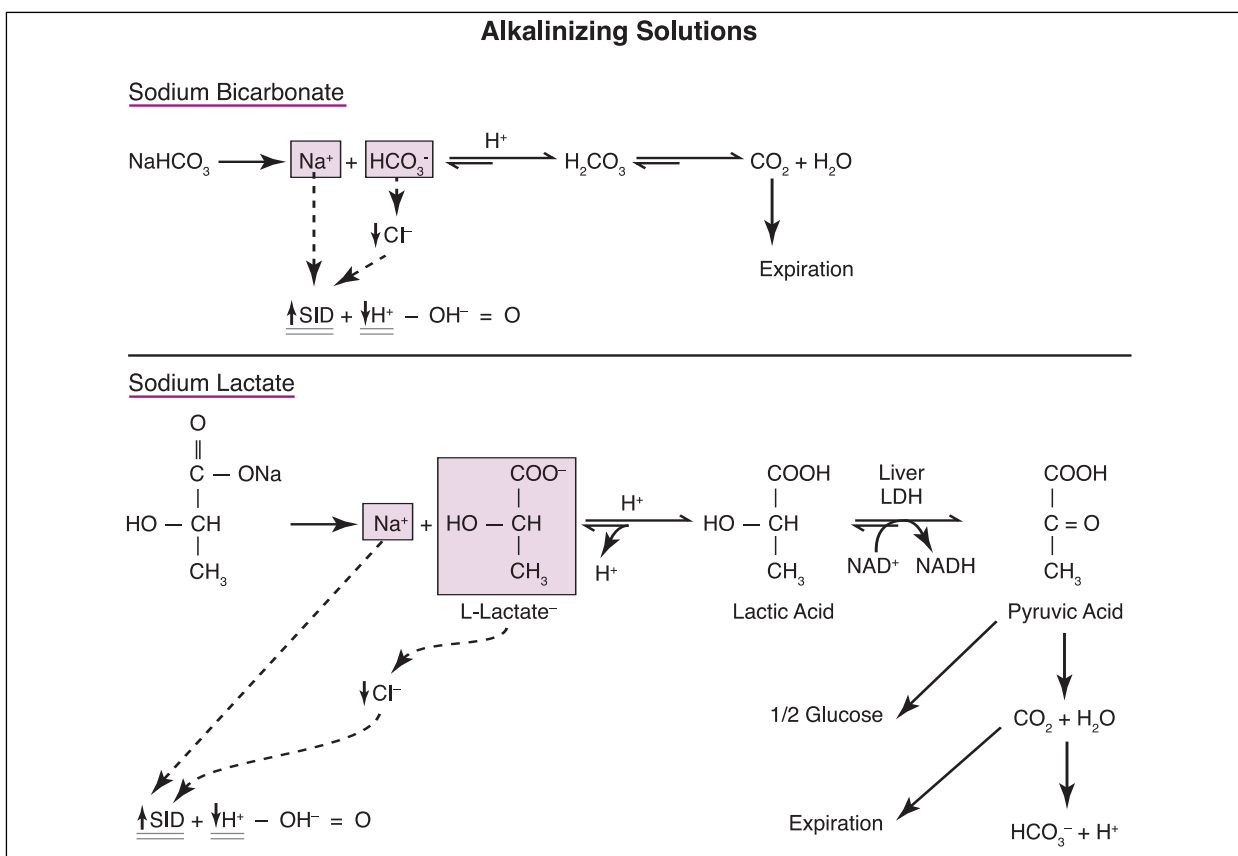 Alkalinizing Solutions
Sodium Bicarbonate
NaHCO₃ Na⁺ + HCO₃⁻ H⁺ H₂CO₃ CO₂ + H₂O
Cl⁻
Expiration
SID + H⁺ – OH⁻ = O
Sodium Lactate
O
C — ONa
HO — CH
CH₃
Na⁺ +
COO⁻
HO — CH
CH₃
L-Lactate⁻
H⁺
H⁺
COOH
HO — CH
CH₃
Lactic Acid
Liver
LDH
NAD⁺ NADH
COOH
C = O
CH₃
Pyruvic Acid
Cl⁻
1/2 Glucose
CO₂ + H₂O
SID + H⁺ – OH⁻ = O
Expiration
HCO₃⁻ + H⁺